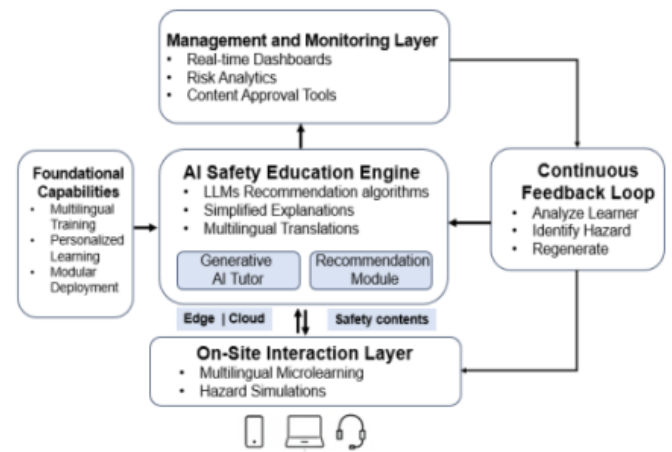 Management and Monitoring Layer
• Real-time Dashboards
• Risk Analytics
• Content Approval Tools
Foundational
Capabilities
• Multilingual
Training
• Personalized
Learning
• Modular
Deployment
AI Safety Education Engine
• LLMs Recommendation algorithms
• Simplified Explanations
• Multilingual Translations
Generative
AI Tutor
Recommendation
Module
Continuous
Feedback Loop
• Analyze Learner
• Identify Hazard
• Regenerate
Edge | Cloud
Safety contents
On-Site Interaction Layer
• Multilingual Microlearning
• Hazard Simulations